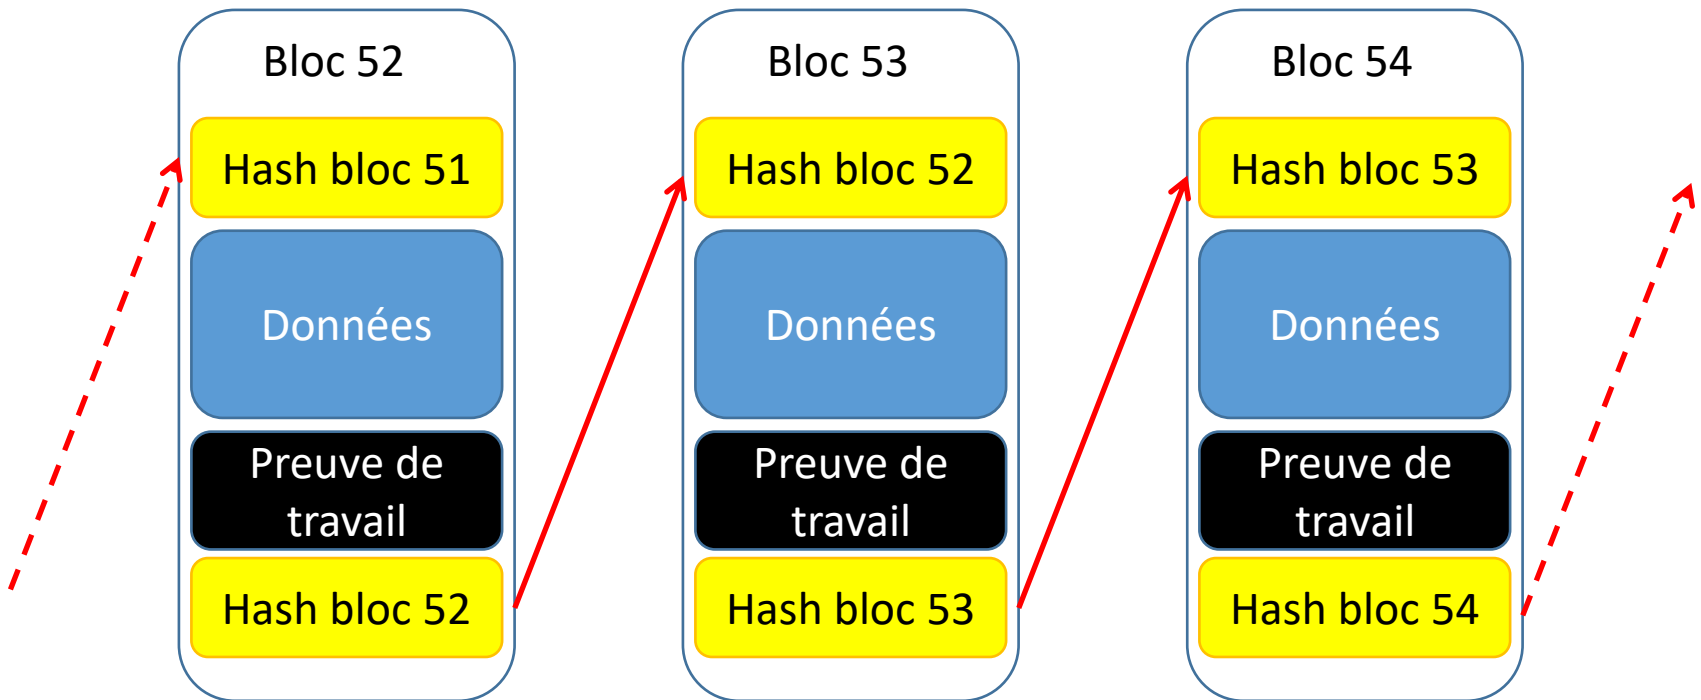 Bloc 52
Hash bloc 51
Données
Preuve de
travail
Hash bloc 52
Bloc 53
Hash bloc 52
Données
Preuve de
travail
Hash bloc 53
Bloc 54
Hash bloc 53
Données
Preuve de
travail
Hash bloc 54